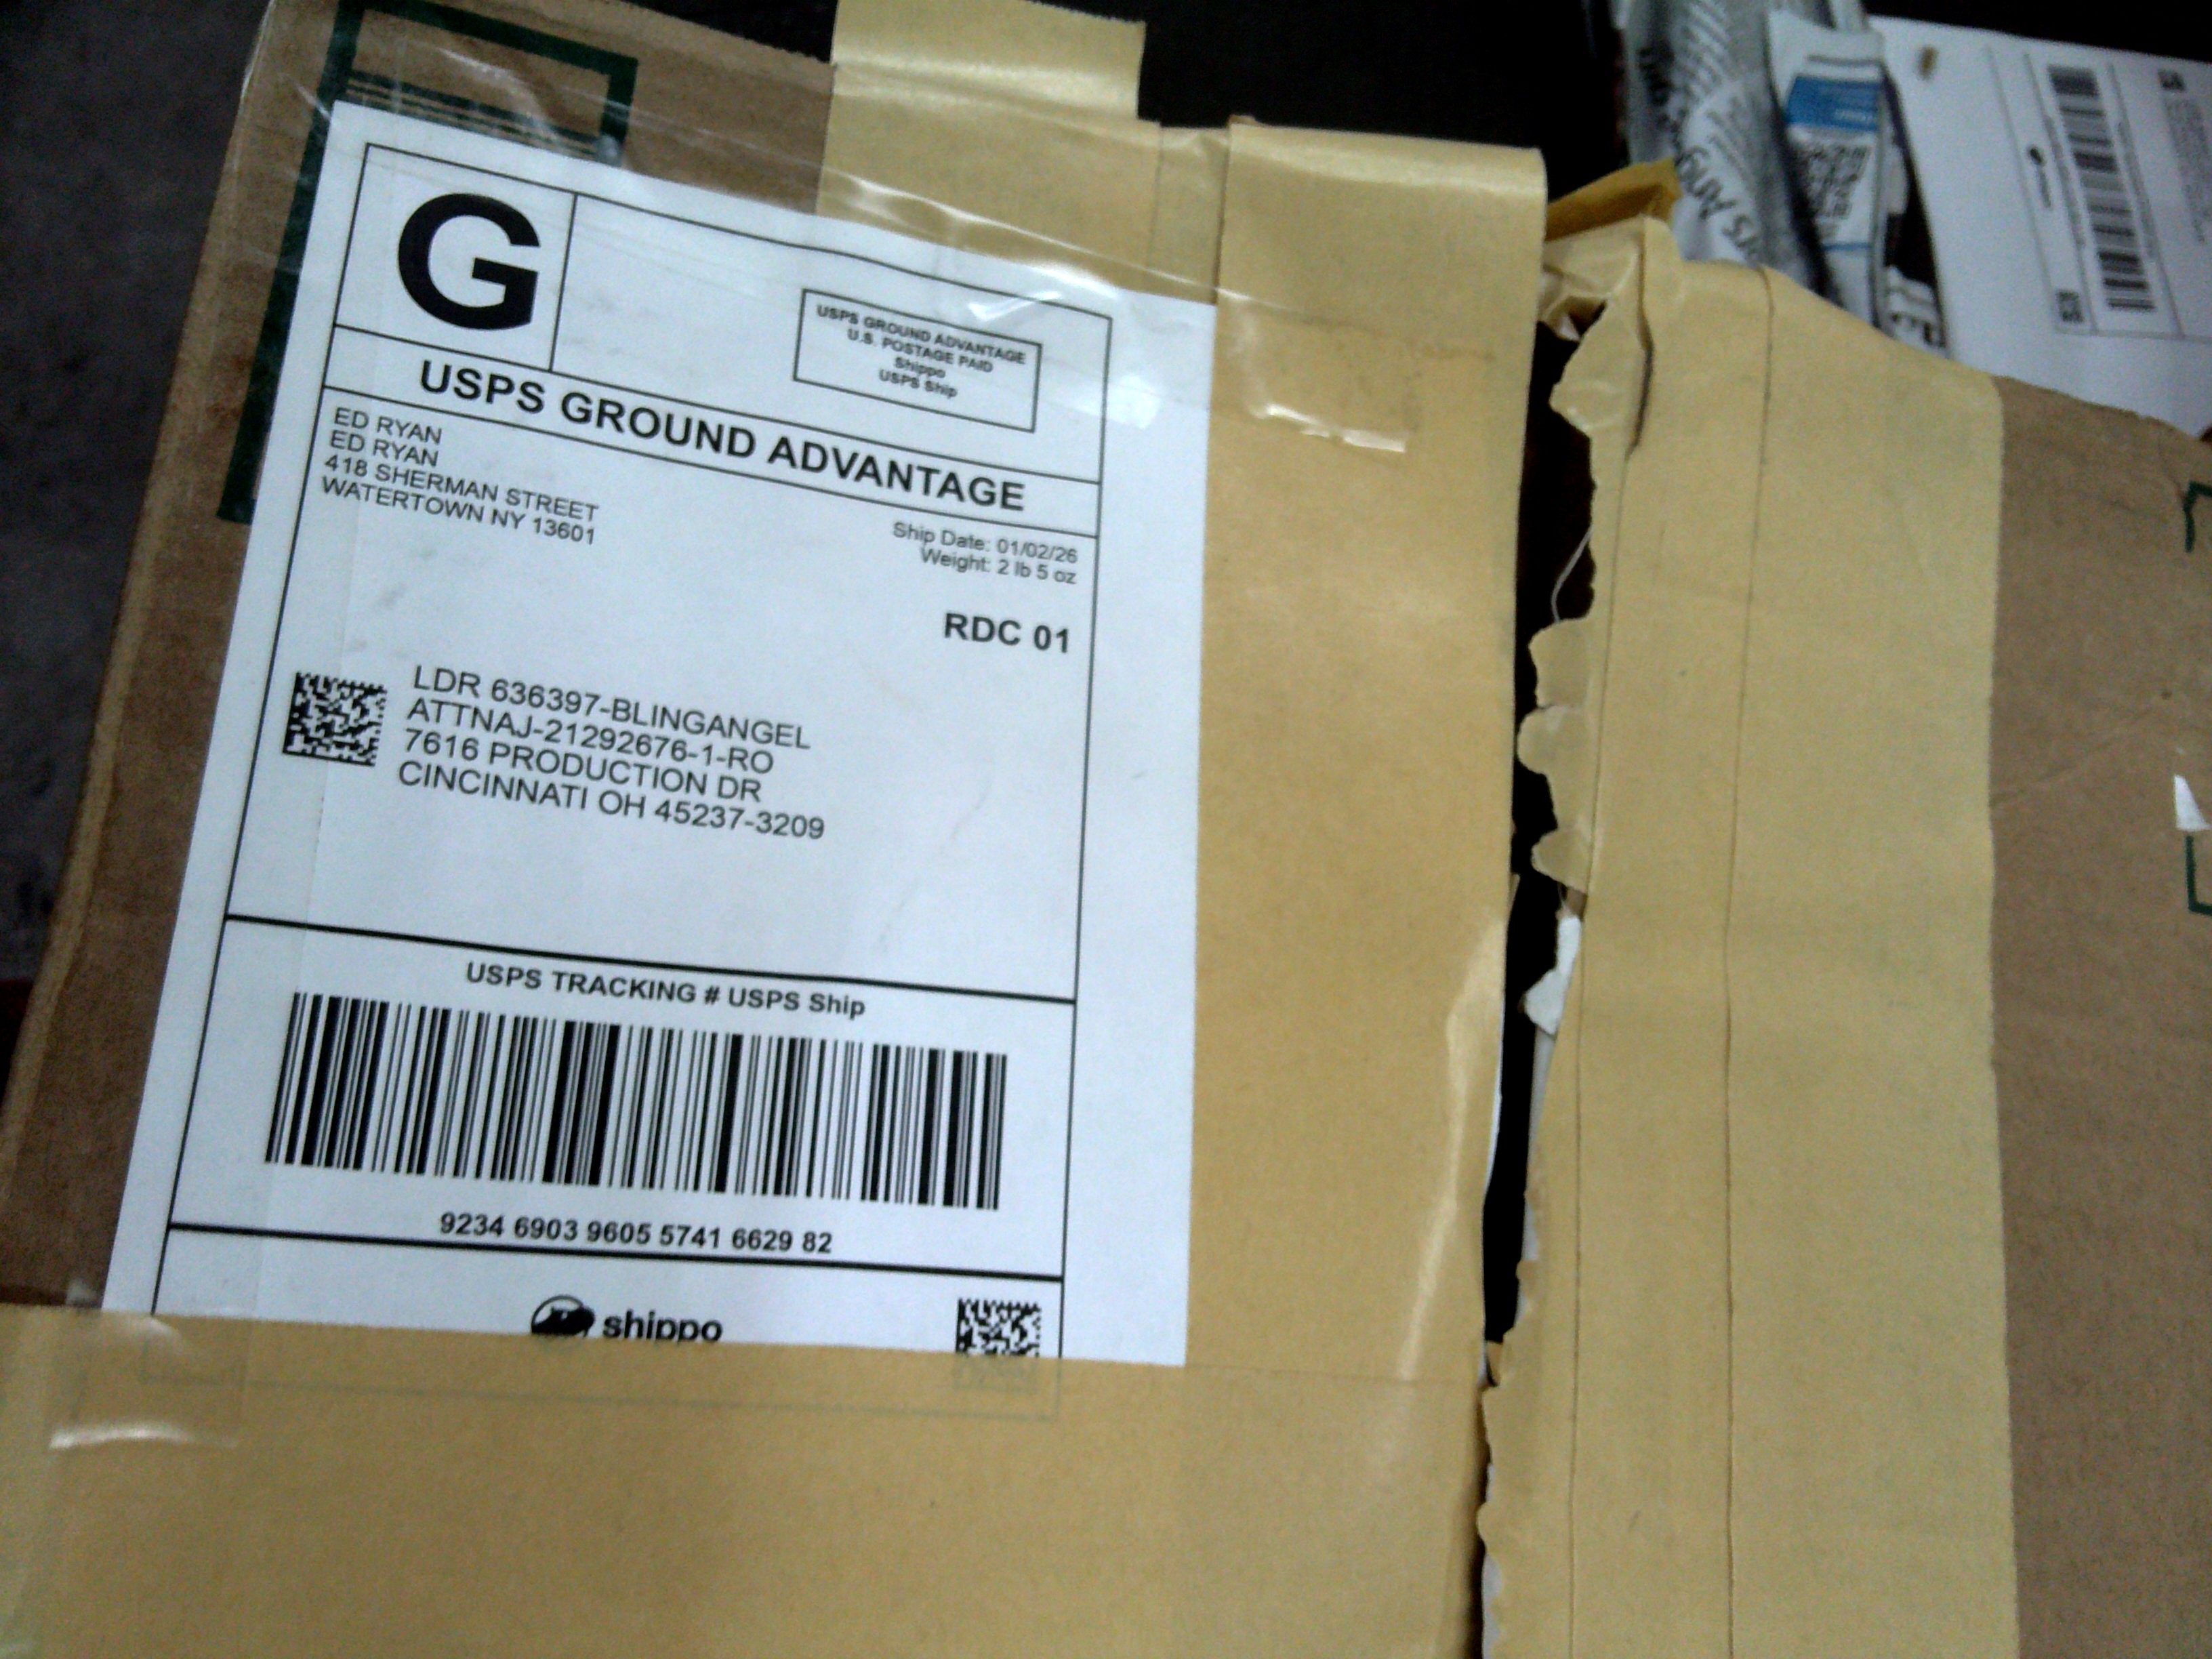 G
USPS GROUND ADVANTAGE
U.S. POSTAGE PAID
Shippo
USPS Ship
USPS GROUND ADVANTAGE
ED RYAN
ED RYAN
418 SHERMAN STREET
WATERTOWN NY 13601
Ship Date: 01/02/26
Weight: 2 lb 5 oz
RDC 01
LDR 636397-BLINGANGEL
ATTNAJ-21292676-1-RO
7616 PRODUCTION DR
CINCINNATI OH 45237-3209
USPS TRACKING # USPS Ship
9234 6903 9605 5741 6629 82
shippo